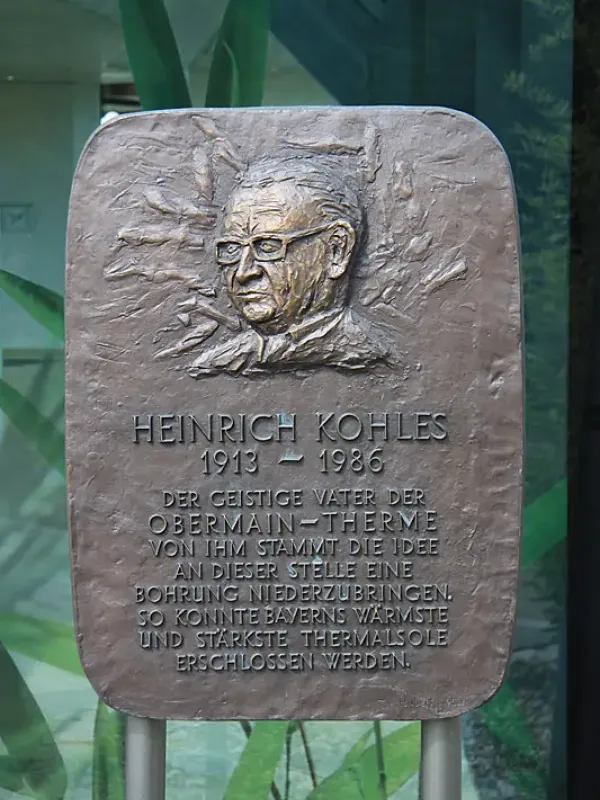 HEINRICH KOHLES
1913 – 1986
DER GEISTIGE VATER DER
OBERMAIN–THERME
VON IHM STAMMT DIE IDEE
AN DIESER STELLE EINE
BOHRUNG NIEDERZUBRINGEN.
SO KONNTE BAYERNS WÄRMSTE
UND STÄRKSTE THERMALSOLE
ERSCHLOSSEN WERDEN.